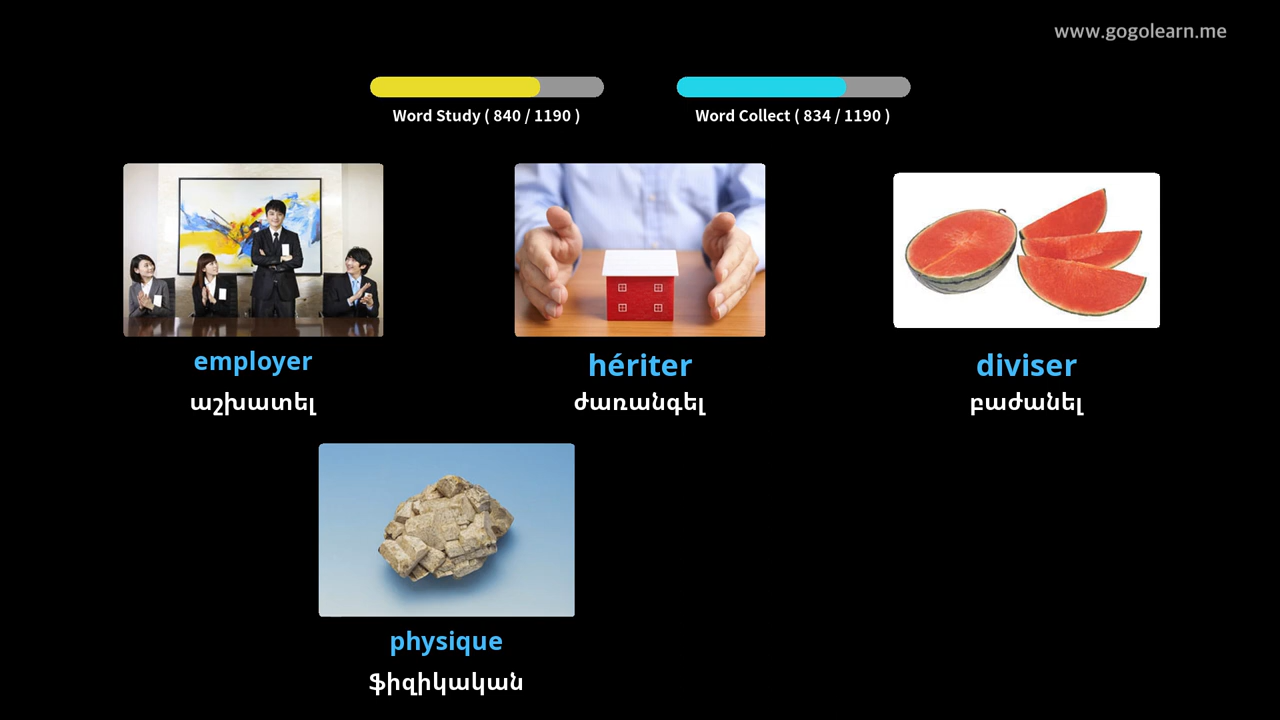 www.gogolearn.me
Word Study ( 840 / 1190 )
Word Collect ( 834 / 1190 )
employer
աշխատել
hériter
ժառանգել
diviser
բաժանել
physique
ֆիզիկական